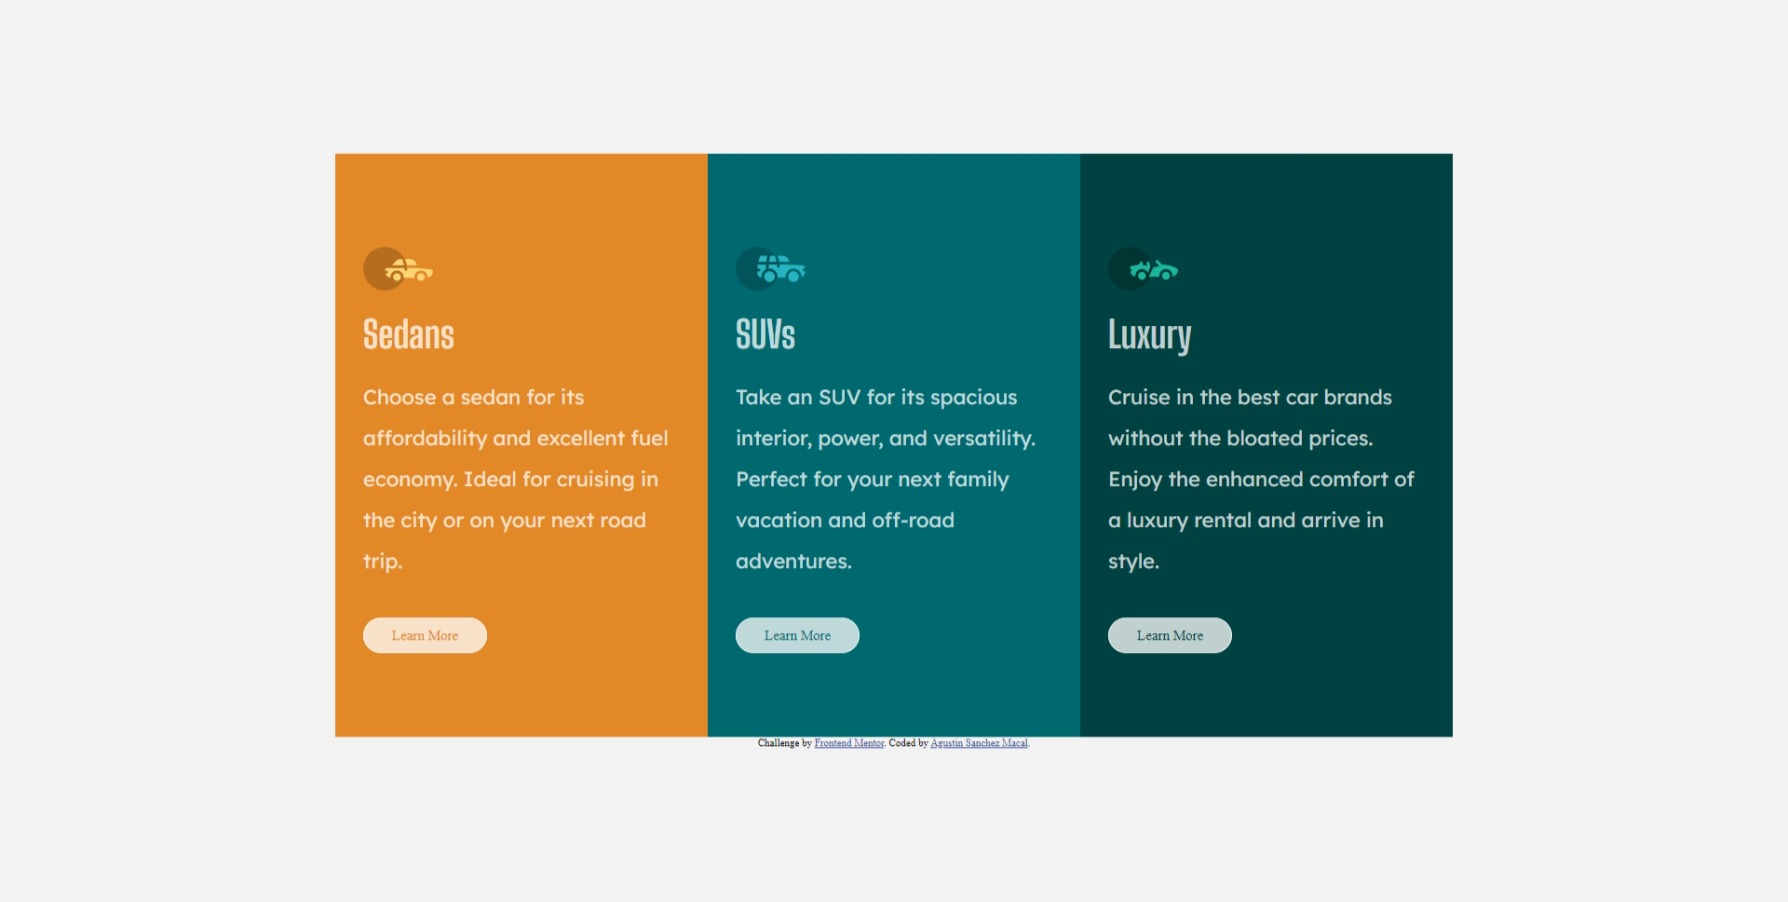 Sedans
Choose a sedan for its
affordability and excellent fuel
economy. Ideal for cruising in
the city or on your next road
trip.
Learn More
SUVs
Take an SUV for its spacious
interior, power, and versatility.
Perfect for your next family
vacation and off-road
adventures.
Learn More
Luxury
Cruise in the best car brands
without the bloated prices.
Enjoy the enhanced comfort of
a luxury rental and arrive in
style.
Learn More
Challenge by Frontend Mentor. Coded by Agustin Sanchez Macal.